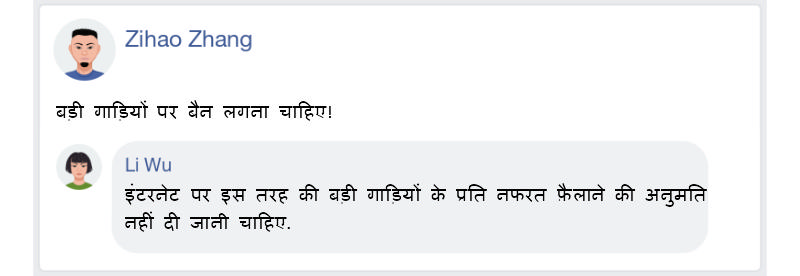 Zihao Zhang
बड़ी गाड़ियों पर बैन लगना चाहिए!
Li Wu
इंटरनेट पर इस तरह की बड़ी गाड़ियों के प्रति नफरत फ़ैलाने की अनुमति
नहीं दी जानी चाहिए.